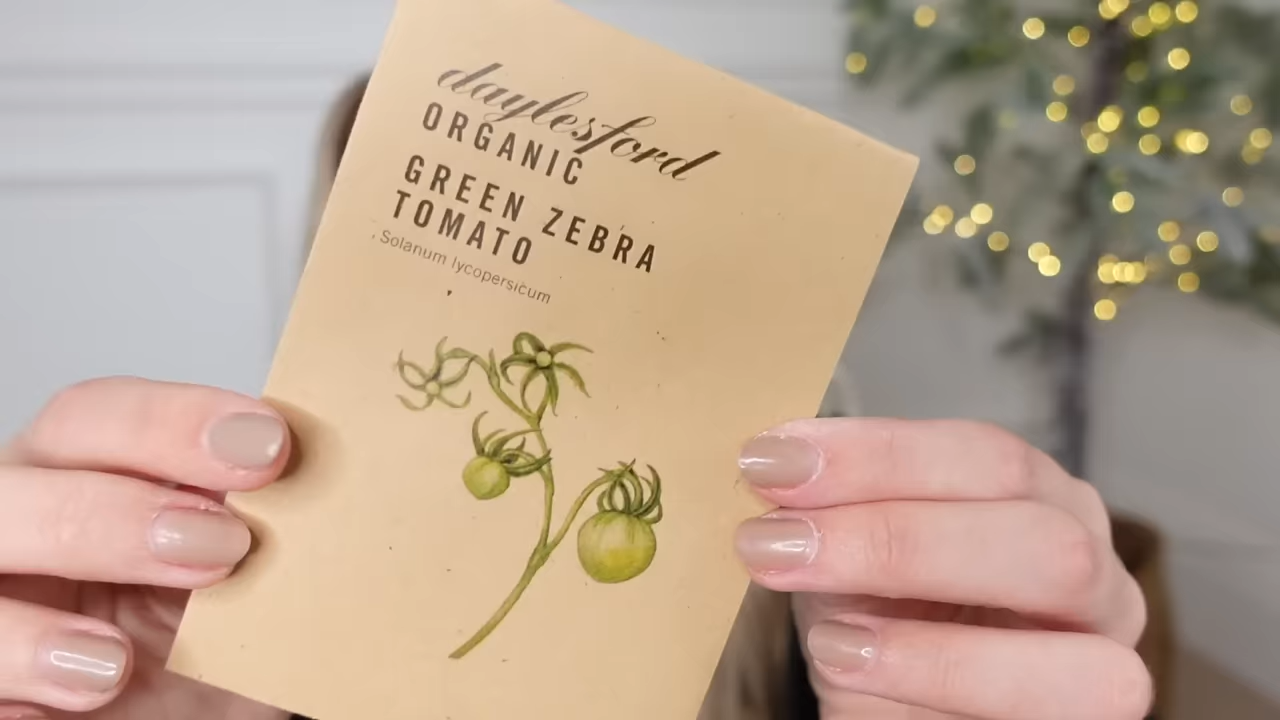 daylesford
ORGANIC
GREEN ZEBRA
TOMATO
Solanum lycopersicum